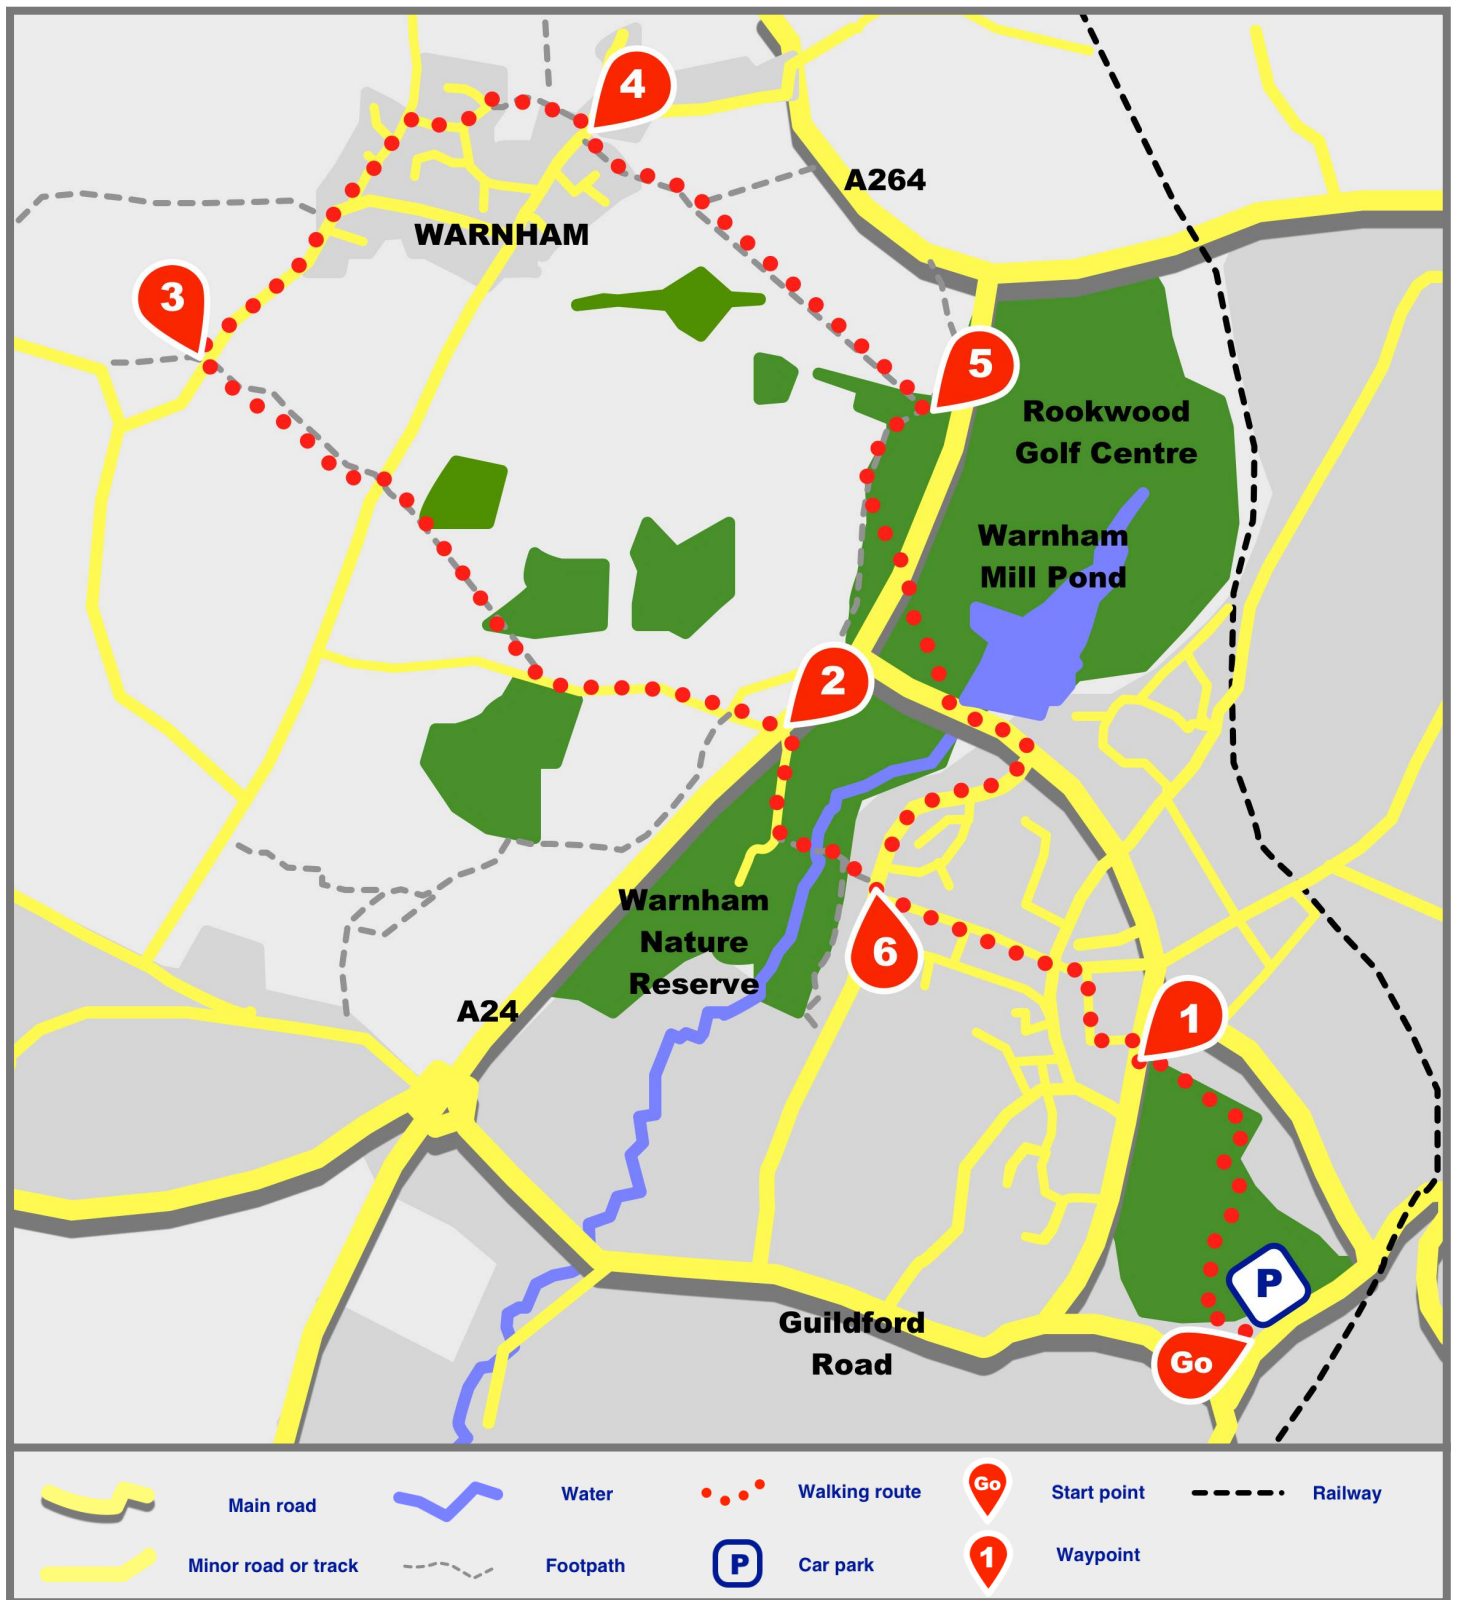 4
A264
WARNHAM
3
5
Rookwood
Golf Centre
Warnham
Mill Pond
2
Warnham
Nature
Reserve
6
A24
1
P
Guildford
Road
Go
Main road
Water
Walking route
Go
Start point
Railway
Minor road or track
Footpath
P
Car park
1
Waypoint